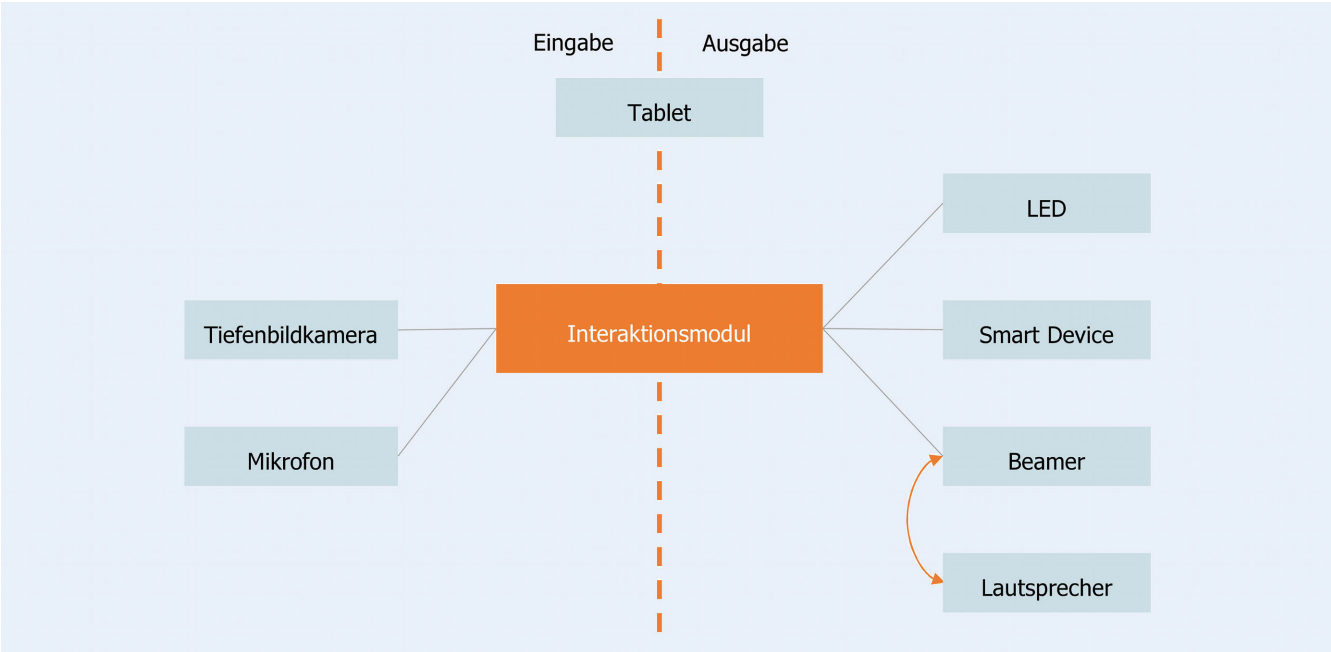 Eingabe
Ausgabe
Tablet
LED
Tiefenbildkamera
Interaktionsmodul
Smart Device
Mikrofon
Beamer
Lautsprecher